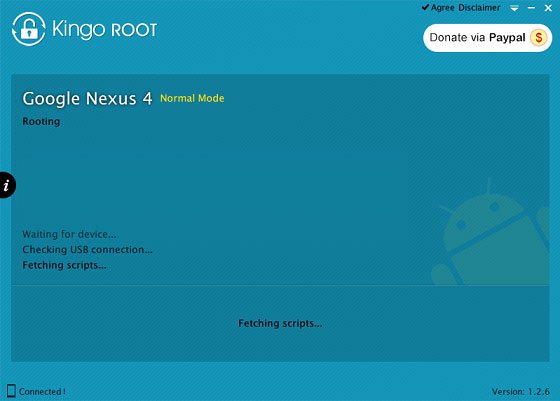 Agree Disclaimer
Kingo ROOT
Donate via Paypal $
Google Nexus 4 Normal Mode
Rooting
i
Waiting for device...
Checking USB connection...
Fetching scripts...
Fetching scripts...
Connected !
Version: 1.2.6